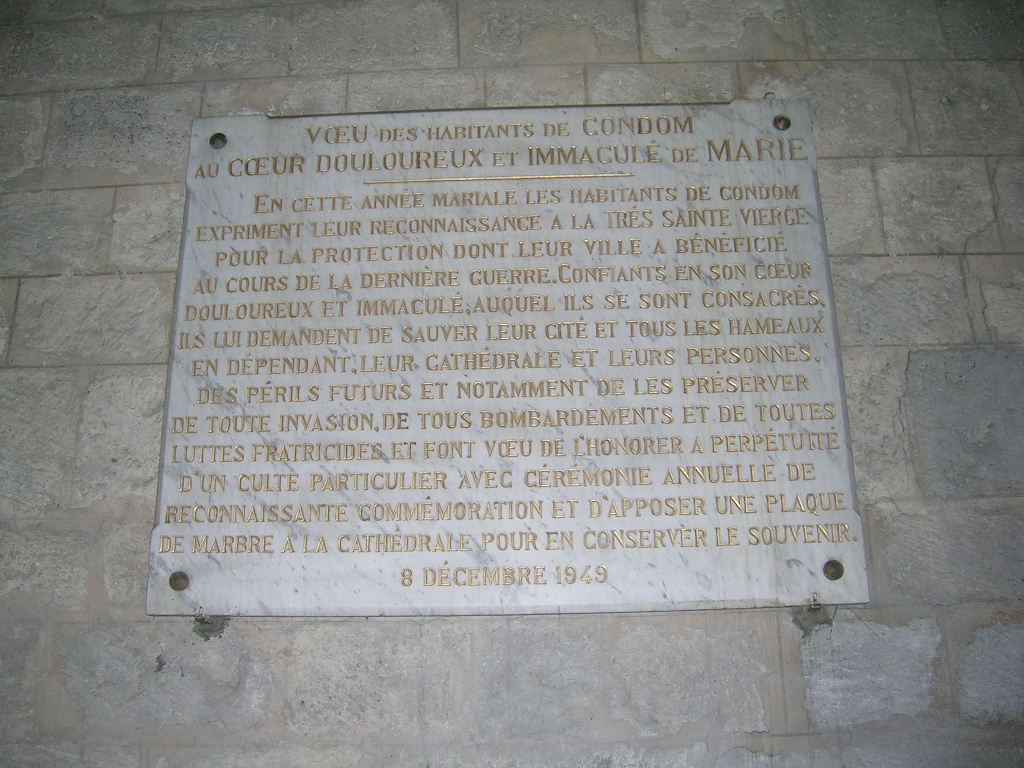 VŒU DES HABITANTS DE CONDOM
AU CŒUR DOULOUREUX ET IMMACULÉ DE MARIE
EN CETTE ANNÉE MARIALE LES HABITANTS DE CONDOM
EXPRIMENT LEUR RECONNAISSANCE A LA TRÉS SAINTE VIERGE
POUR LA PROTECTION DONT LEUR VILLE A BÉNÉFICIÉ
AU COURS DE LA DERNIÈRE GUERRE. CONFIANTS EN SON CŒUR
DOULOUREUX ET IMMACULÉ, AUQUEL ILS SE SONT CONSACRÉS,
ILS LUI DEMANDENT DE SAUVER LEUR CITÉ ET TOUS LES HAMEAUX
EN DÉPENDANT, LEUR CATHÉDRALE ET LEURS PERSONNES,
DES PÉRILS FUTURS ET NOTAMMENT DE LES PRÉSERVER
DE TOUTE INVASION, DE TOUS BOMBARDEMENTS ET DE TOUTES
LUTTES FRATRICIDES, ET FONT VŒU DE L'HONORER A PERPÉTUITÉ
D'UN CULTE PARTICULIER AVEC CÉRÉMONIE ANNUELLE DE
RECONNAISSANTE COMMÉMORATION ET D'APPOSER UNE PLAQUE
DE MARBRE A LA CATHÉDRALE POUR EN CONSERVER LE SOUVENIR.
8 DÉCEMBRE 1949